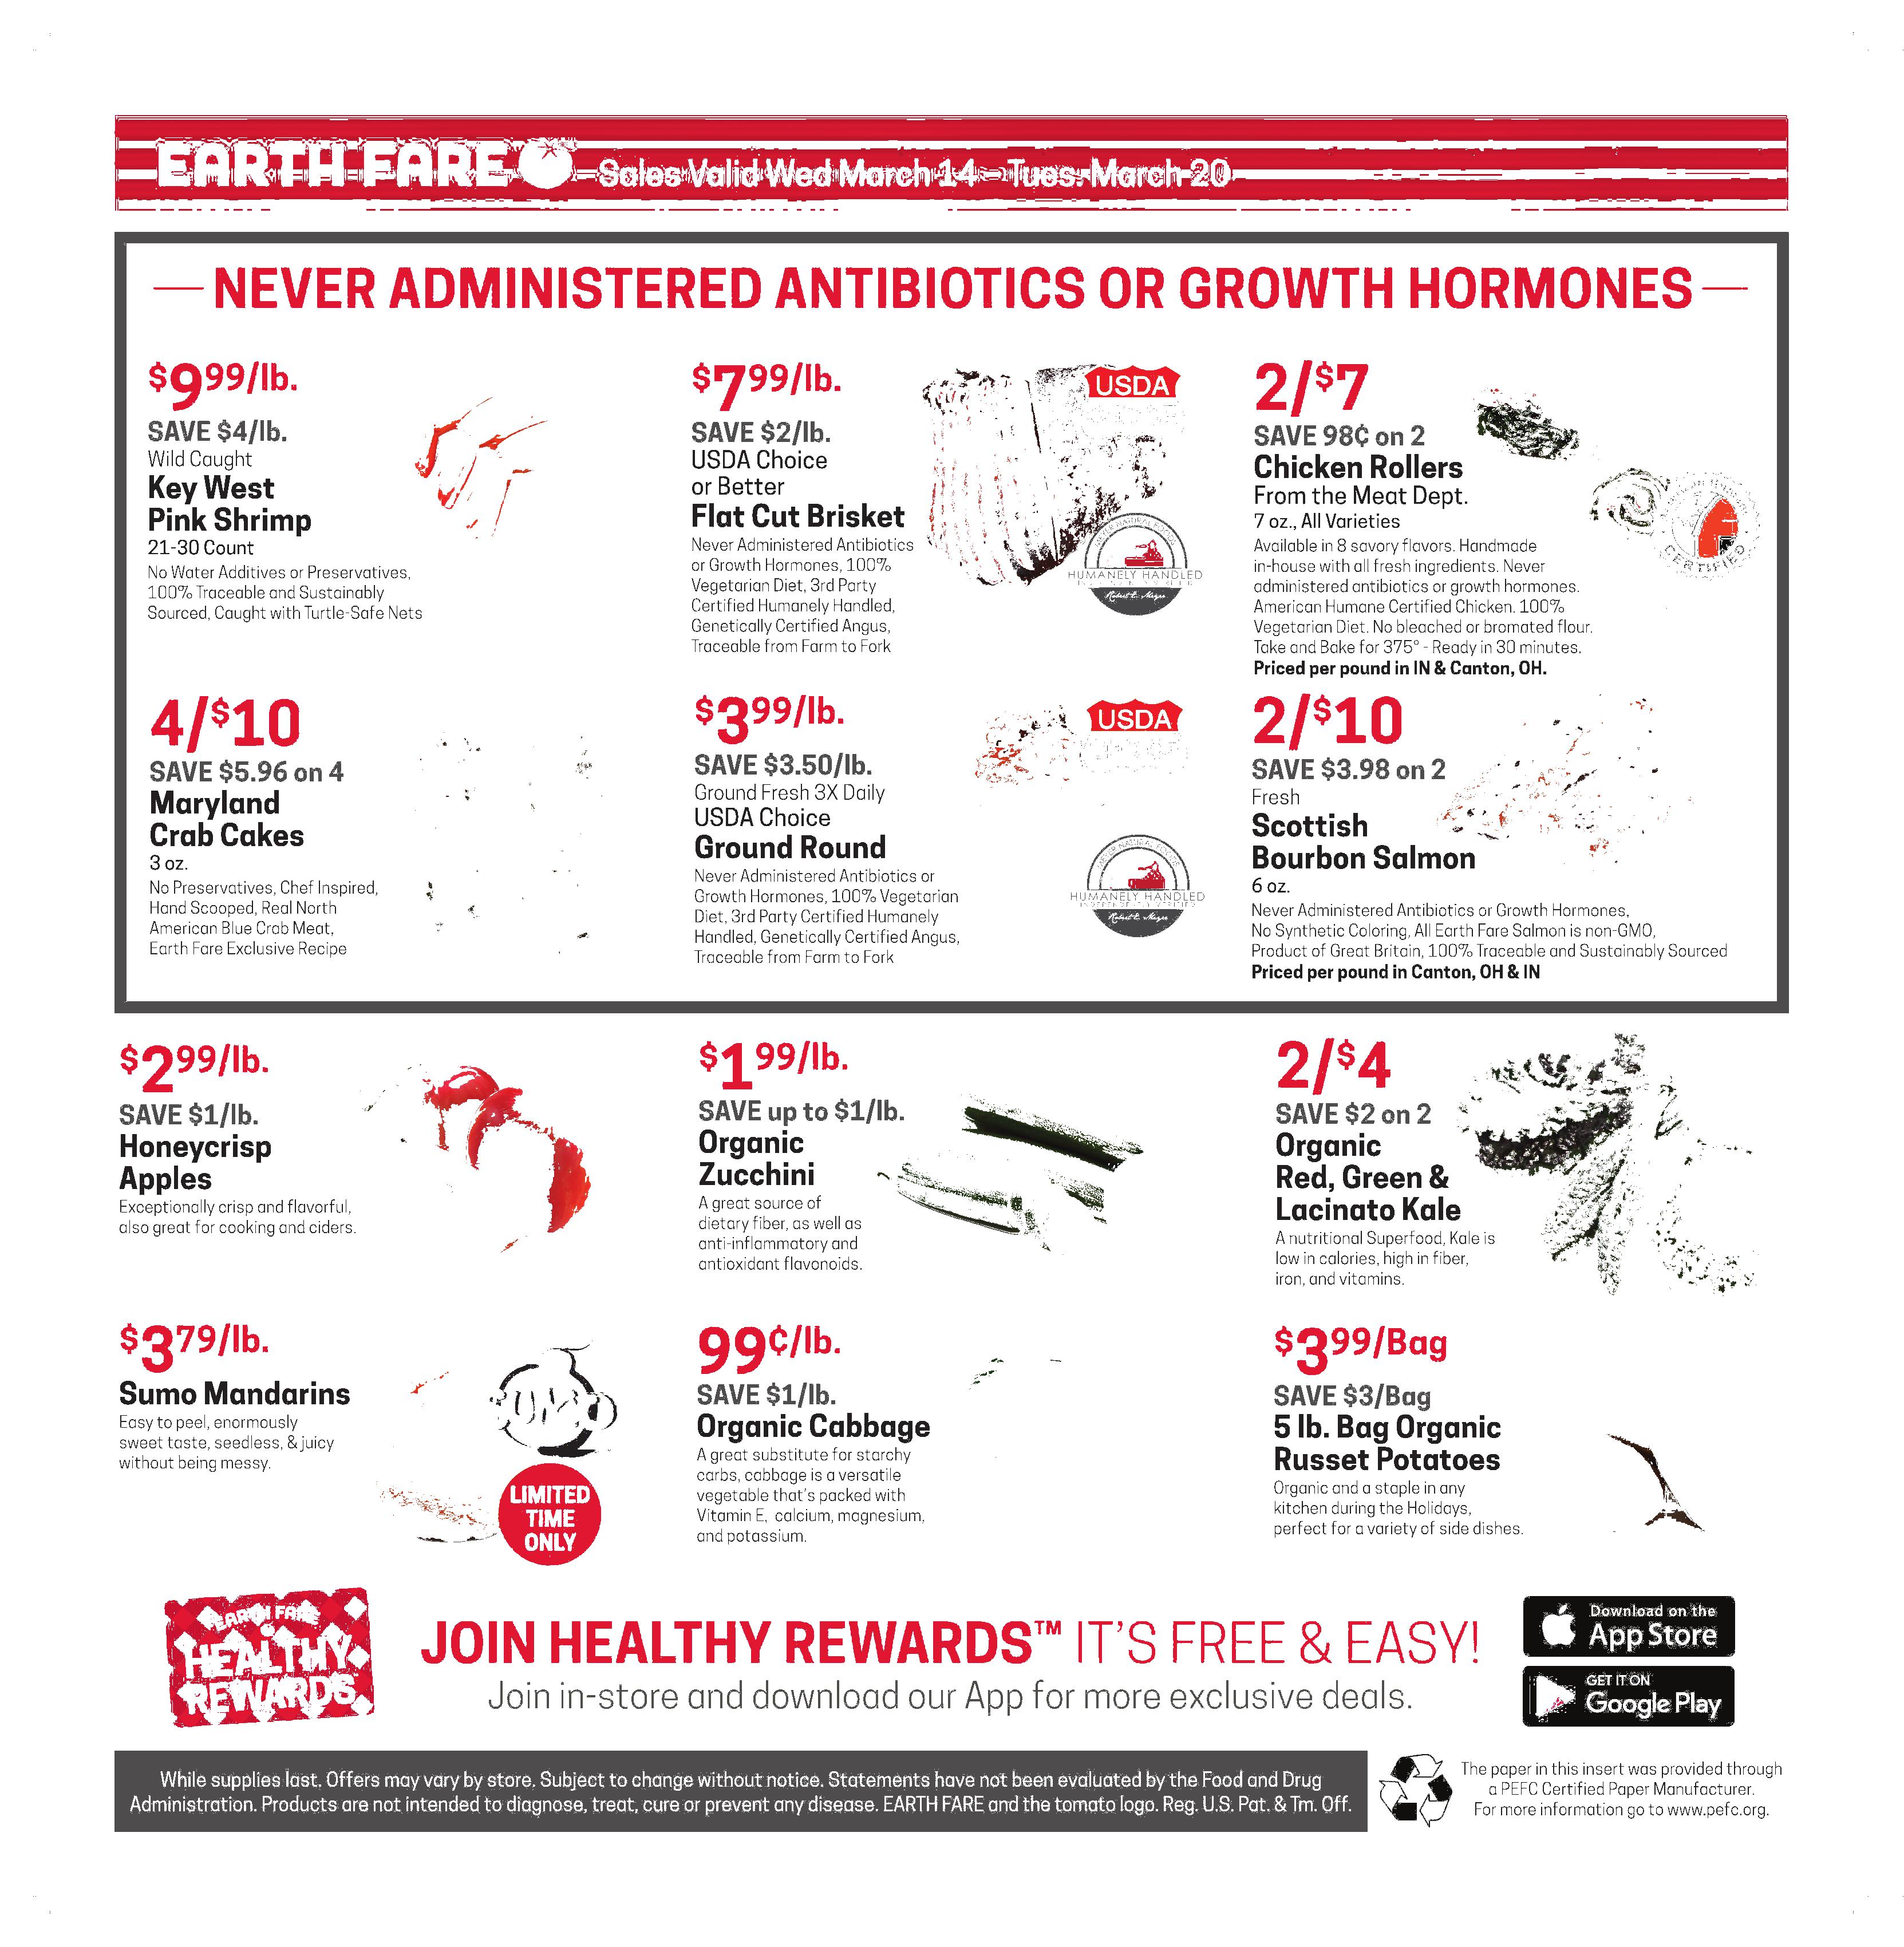 EARTH FARE Sales Valid Wed March 14 - Tues. March 20
NEVER ADMINISTERED ANTIBIOTICS OR GROWTH HORMONES
$9.99/lb.
SAVE $4/lb.
Wild Caught
Key West
Pink Shrimp
21-30 Count
No Water Additives or Preservatives,
100% Traceable and Sustainably
Sourced, Caught with Turtle-Safe Nets
$7.99/lb.
SAVE $2/lb.
USDA Choice
or Better
Flat Cut Brisket
Never Administered Antibiotics
or Growth Hormones, 100%
Vegetarian Diet, 3rd Party
Certified Humanely Handled,
Genetically Certified Angus,
Traceable from Farm to Fork
USDA
HUMANELY HANDLED
2/$7
SAVE 98¢ on 2
Chicken Rollers
From the Meat Dept.
7 oz., All Varieties
Available in 8 savory flavors. Handmade
in-house with all fresh ingredients. Never
administered antibiotics or growth hormones.
American Humane Certified Chicken. 100%
Vegetarian Diet. No bleached or bromated flour.
Take and Bake for 375° - Ready in 30 minutes.
Priced per pound in IN & Canton, OH.
CERTIFIED
4/$10
SAVE $5.96 on 4
Maryland
Crab Cakes
3 oz.
No Preservatives, Chef Inspired,
Hand Scooped, Real North
American Blue Crab Meat,
Earth Fare Exclusive Recipe
$3.99/lb.
SAVE $3.50/lb.
Ground Fresh 3X Daily
USDA Choice
Ground Round
Never Administered Antibiotics or
Growth Hormones, 100% Vegetarian
Diet, 3rd Party Certified Humanely
Handled, Genetically Certified Angus,
Traceable from Farm to Fork
USDA
HUMANELY HANDLED
2/$10
SAVE $3.98 on 2
Fresh
Scottish
Bourbon Salmon
6 oz.
Never Administered Antibiotics or Growth Hormones,
No Synthetic Coloring, All Earth Fare Salmon is non-GMO,
Product of Great Britain, 100% Traceable and Sustainably Sourced
Priced per pound in Canton, OH & IN
$2.99/lb.
SAVE $1/lb.
Honeycrisp
Apples
Exceptionally crisp and flavorful,
also great for cooking and ciders.
$1.99/lb.
SAVE up to $1/lb.
Organic
Zucchini
A great source of
dietary fiber, as well as
anti-inflammatory and
antioxidant flavonoids.
2/$4
SAVE $2 on 2
Organic
Red, Green &
Lacinato Kale
A nutritional Superfood, Kale is
low in calories, high in fiber,
iron, and vitamins.
$3.79/lb.
Sumo Mandarins
Easy to peel, enormously
sweet taste, seedless, & juicy
without being messy.
LIMITED
TIME
ONLY
99¢/lb.
SAVE $1/lb.
Organic Cabbage
A great substitute for starchy
carbs, cabbage is a versatile
vegetable that's packed with
Vitamin E, calcium, magnesium,
and potassium.
$3.99/Bag
SAVE $3/Bag
5 lb. Bag Organic
Russet Potatoes
Organic and a staple in any
kitchen during the Holidays,
perfect for a variety of side dishes.
EARTH FARE
HEALTHY
REWARDS
JOIN HEALTHY REWARDS™ IT'S FREE & EASY!
Join in-store and download our App for more exclusive deals.
Download on the
App Store
GET IT ON
Google Play
While supplies last. Offers may vary by store. Subject to change without notice. Statements have not been evaluated by the Food and Drug
Administration. Products are not intended to diagnose, treat, cure or prevent any disease. EARTH FARE and the tomato logo. Reg. U.S. Pat. & Tm. Off.
The paper in this insert was provided through
a PEFC Certified Paper Manufacturer.
For more information go to www.pefc.org.